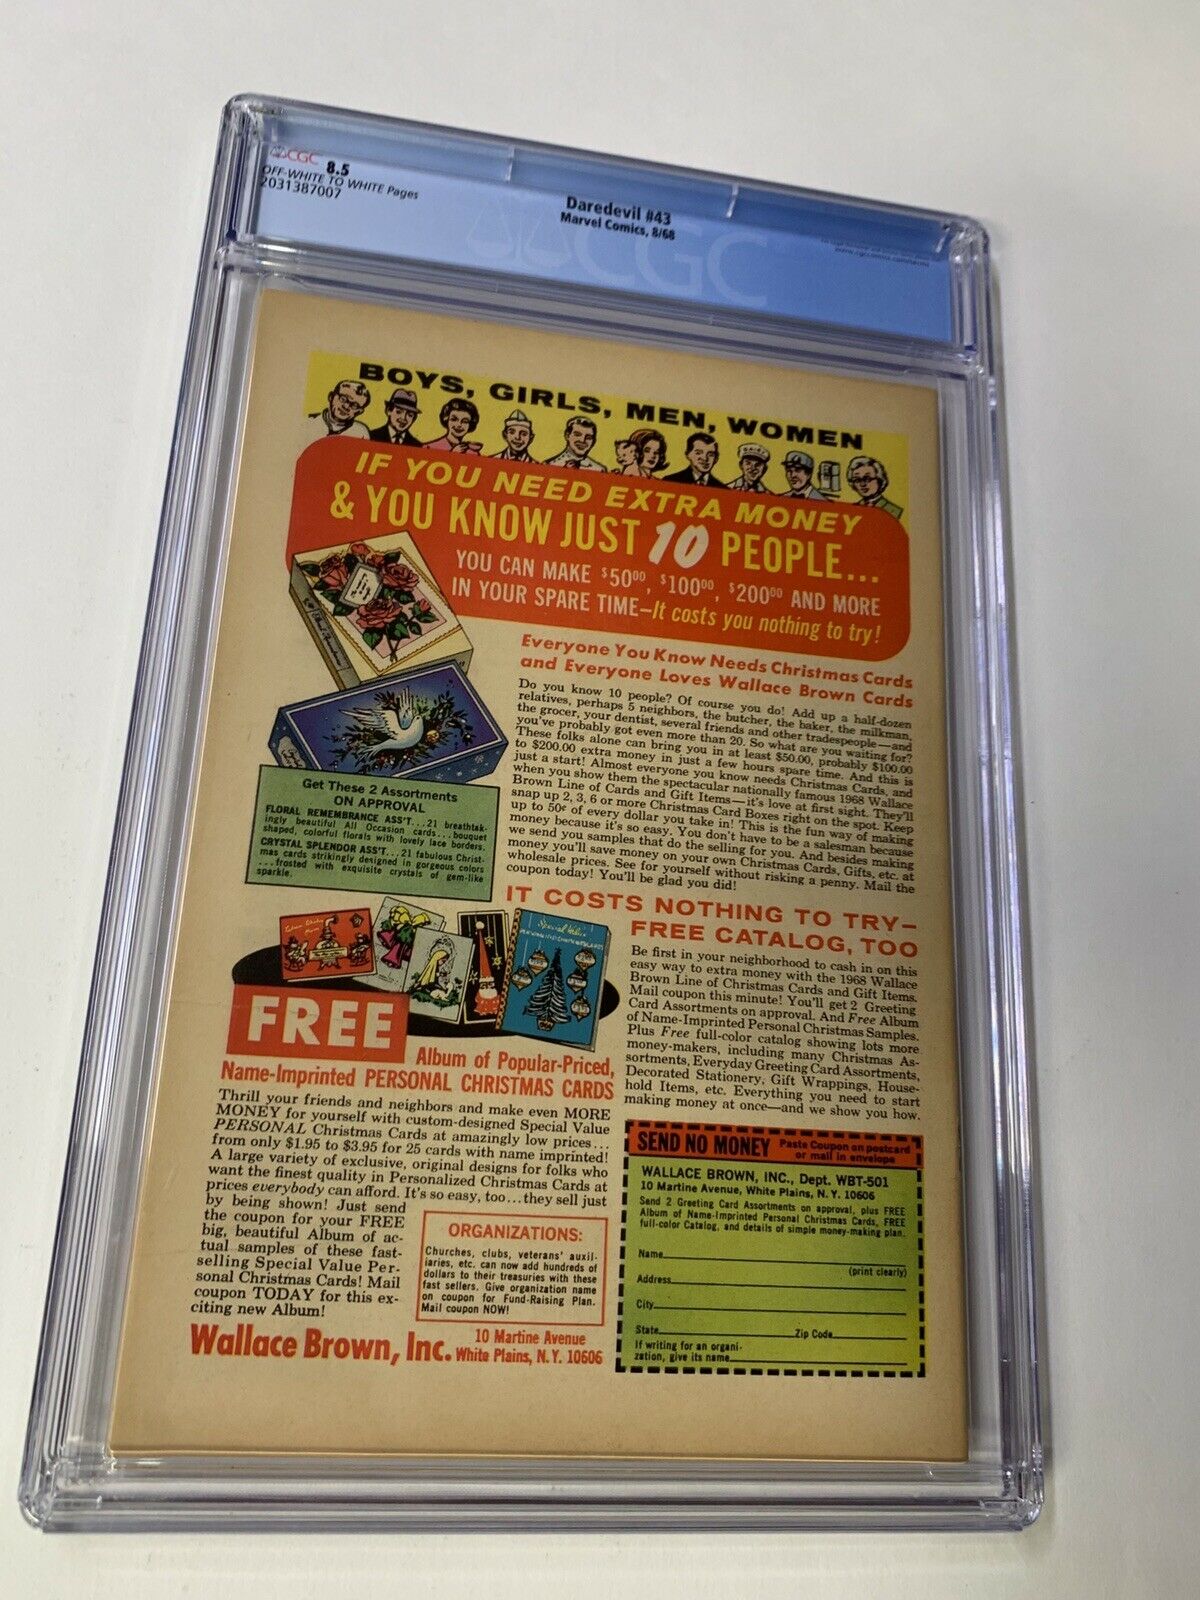 CGC 8.5
OFF-WHITE TO WHITE Pages
2031387007
Daredevil #43
Marvel Comics, 8/68
CGC
BOYS, GIRLS, MEN, WOMEN
IF YOU NEED EXTRA MONEY
& YOU KNOW JUST 10 PEOPLE...
YOU CAN MAKE $50⁰⁰, $100⁰⁰, $200⁰⁰ AND MORE
IN YOUR SPARE TIME—It costs you nothing to try!
Everyone You Know Needs Christmas Cards
and Everyone Loves Wallace Brown Cards
Do you know 10 people? Of course you do! Add up a half-dozen
relatives, perhaps 5 neighbors, the butcher, the baker, the milkman,
the grocer, your dentist, several friends and other tradespeople—and
you've probably got even more than 20. So what are you waiting for?
These folks alone can bring you in at least $50.00, probably $100.00
to $200.00 extra money in just a few hours spare time. And this is
just a start! Almost everyone you know needs Christmas Cards, and
when you show them the spectacular nationally famous 1968 Wallace
Brown Line of Cards and Gift Items—it's love at first sight. They'll
snap up 2, 3, 6 or more Christmas Card Boxes right on the spot. Keep
up to 50¢ of every dollar you take in! This is the fun way of making
money because it's so easy. You don't have to be a salesman because
we send you samples that do the selling for you. And besides making
money you'll save money on your own Christmas Cards, Gifts, etc. at
wholesale prices. See for yourself without risking a penny. Mail the
coupon today! You'll be glad you did!
Get These 2 Assortments
ON APPROVAL
FLORAL REMEMBRANCE ASS'T...21 breathtak-
ingly beautiful All Occasion cards...bouquet
shaped, colorful florals with lovely lace borders.
CRYSTAL SPLENDOR ASS'T...21 fabulous Christ-
mas cards strikingly designed in gorgeous colors
...frosted with exquisite crystals of gem-like
sparkle.
IT COSTS NOTHING TO TRY—
FREE CATALOG, TOO
Be first in your neighborhood to cash in on this
easy way to extra money with the 1968 Wallace
Brown Line of Christmas Cards and Gift Items.
Mail coupon this minute! You'll get 2 Greeting
Card Assortments on approval. And Free Album
of Name-Imprinted Personal Christmas Samples.
Plus Free full-color catalog showing lots more
money-makers, including many Christmas As-
sortments, Everyday Greeting Card Assortments,
Decorated Stationery, Gift Wrappings, House-
hold Items, etc. Everything you need to start
making money at once—and we show you how.
Special Value
FREE
Album of Popular-Priced,
Name-Imprinted PERSONAL CHRISTMAS CARDS
Thrill your friends and neighbors and make even MORE
MONEY for yourself with custom-designed Special Value
PERSONAL Christmas Cards at amazingly low prices...
from only $1.95 to $3.95 for 25 cards with name imprinted!
A large variety of exclusive, original designs for folks who
want the finest quality in Personalized Christmas Cards at
prices everybody can afford. It's so easy, too...they sell just
by being shown! Just send
the coupon for your FREE
big, beautiful Album of ac-
tual samples of these fast-
selling Special Value Per-
sonal Christmas Cards! Mail
coupon TODAY for this ex-
citing new Album!
ORGANIZATIONS:
Churches, clubs, veterans' auxil-
iaries, etc. can now add hundreds of
dollars to their treasuries with these
fast sellers. Give organization name
on coupon for Fund-Raising Plan.
Mail coupon NOW!
Wallace Brown, Inc. 10 Martine Avenue
White Plains, N.Y. 10606
SEND NO MONEY Paste Coupon on postcard
or mail in envelope
WALLACE BROWN, INC., Dept. WBT-501
10 Martine Avenue, White Plains, N. Y. 10606
Send 2 Greeting Card Assortments on approval, plus FREE
Album of Name-Imprinted Personal Christmas Cards, FREE
full-color Catalog, and details of simple money-making plan.
Name
(print clearly)
Address
City
State Zip Code
If writing for an organi-
zation, give its name